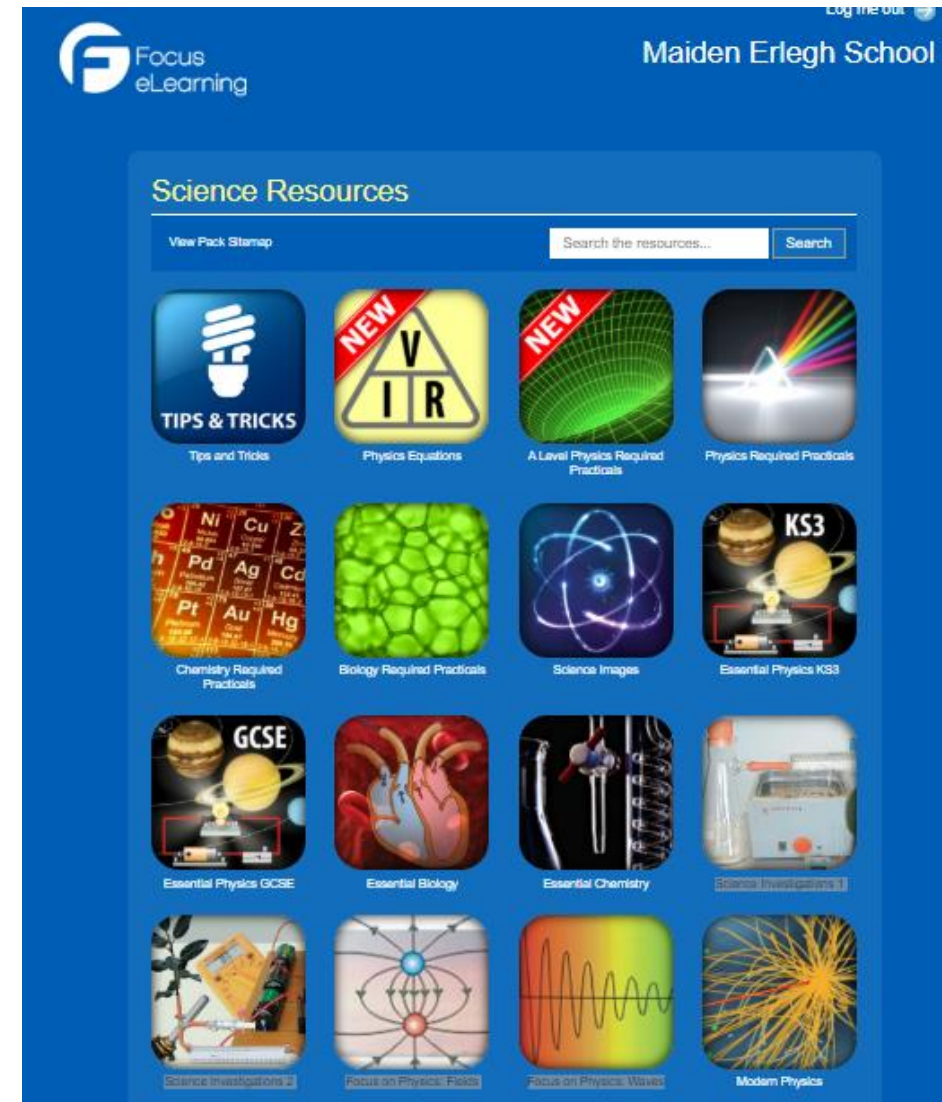 Log me out
Focus
eLearning
Maiden Erlegh School
Science Resources
View Pack Sitemap
Search the resources...
Search
NEW
V
I R
NEW
TIPS & TRICKS
Tips and Tricks
Physics Equations
A Level Physics Required
Practicals
Physics Required Practicals
Ni
Cu
Pd
Ag
Cd
Pt
Au
Hg
KS3
Chemistry Required
Practicals
Biology Required Practicals
Science Images
Essential Physics KS3
GCSE
Essential Physics GCSE
Essential Biology
Essential Chemistry
Science Investigations 1
Science Investigations 2
Focus on Physics: Fields
Focus on Physics: Waves
Modern Physics